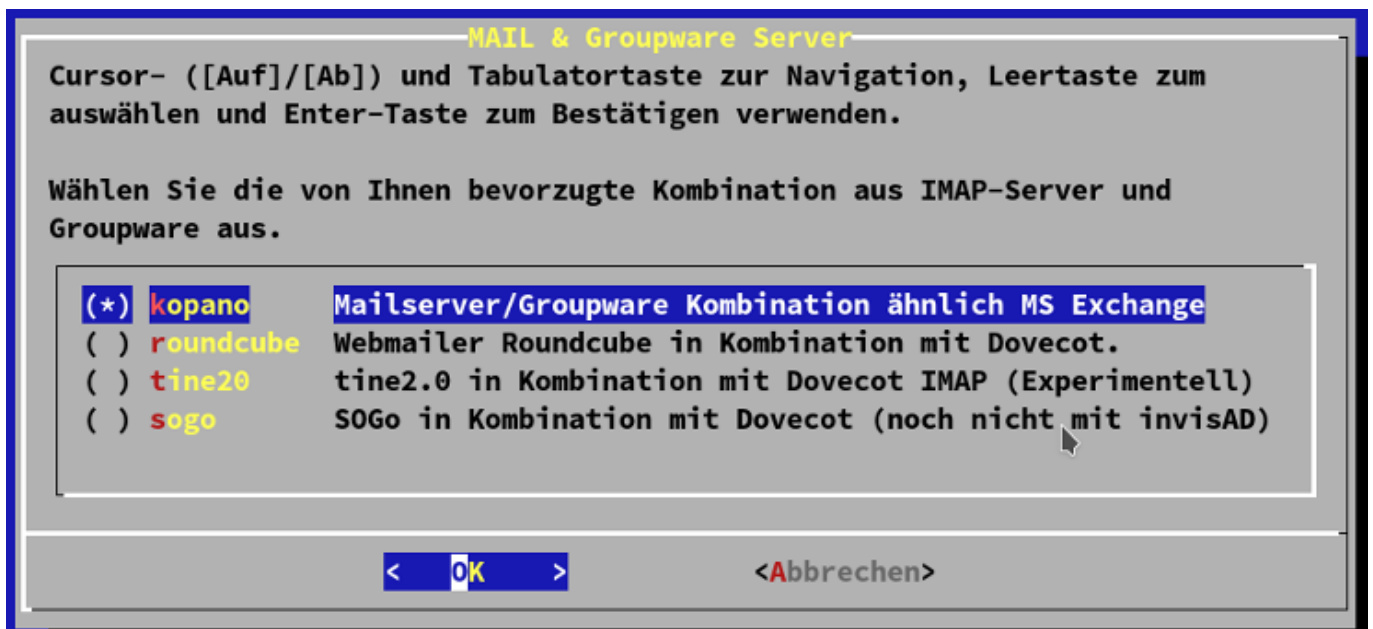 MAIL & Groupware Server
Cursor- ([Auf]/[Ab]) und Tabulatortaste zur Navigation, Leertaste zum
auswählen und Enter-Taste zum Bestätigen verwenden.
Wählen Sie die von Ihnen bevorzugte Kombination aus IMAP-Server und
Groupware aus.
(*) kopano Mailserver/Groupware Kombination ähnlich MS Exchange
( ) roundcube Webmailer Roundcube in Kombination mit Dovecot.
( ) tine20 tine2.0 in Kombination mit Dovecot IMAP (Experimentell)
( ) sogo SOGo in Kombination mit Dovecot (noch nicht mit invisAD)
< OK > <Abbrechen>